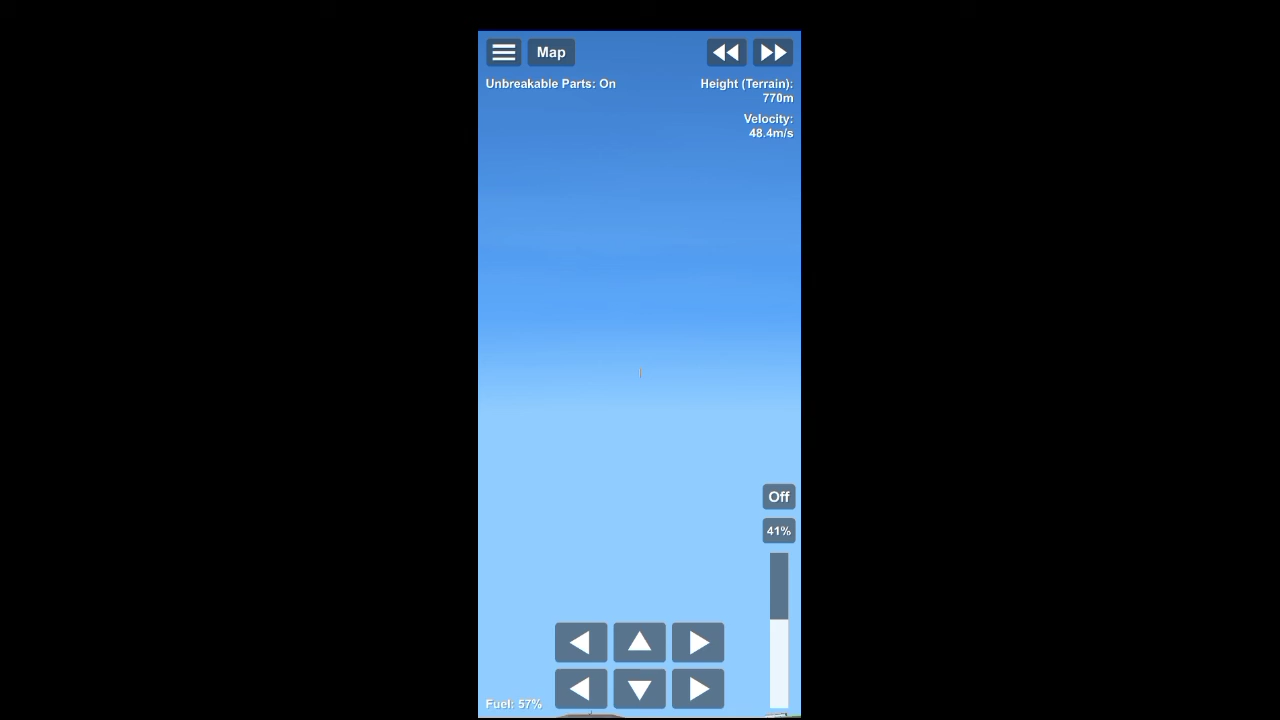 Map
Unbreakable Parts: On
Height (Terrain):
770m
Velocity:
48.4m/s
Off
41%
Fuel: 57%